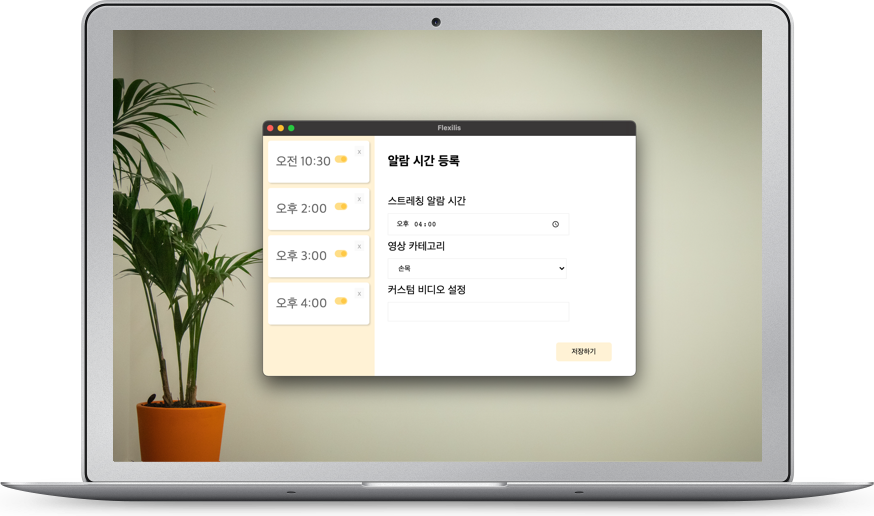 Flexilis
오전 10:30
x
오후 2:00
x
오후 3:00
x
오후 4:00
x
알람 시간 등록
스트레칭 알람 시간
오후 04:00
영상 카테고리
손목
커스텀 비디오 설정
저장하기